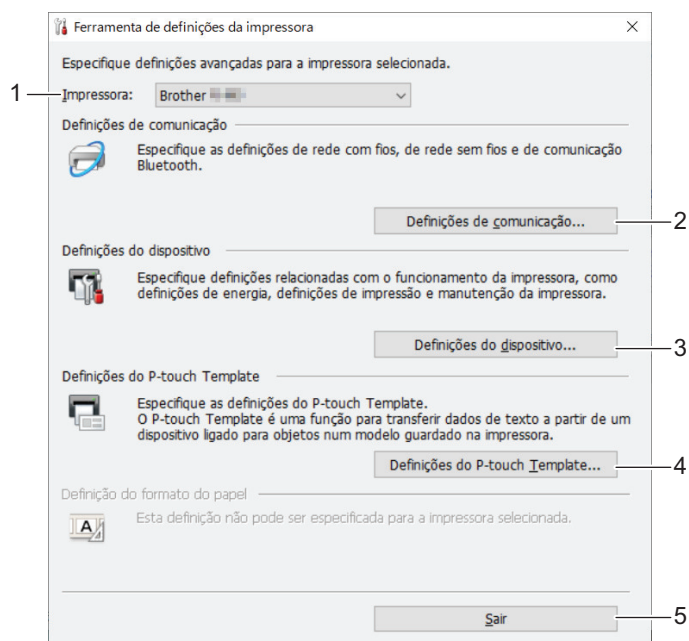 Ferramenta de definições da impressora
Especifique definições avançadas para a impressora selecionada.
1
Impressora: Brother
Definições de comunicação
Especifique as definições de rede com fios, de rede sem fios e de comunicação
Bluetooth.
Definições de comunicação...
2
Definições do dispositivo
Especifique definições relacionadas com o funcionamento da impressora, como
definições de energia, definições de impressão e manutenção da impressora.
Definições do dispositivo...
3
Definições do P-touch Template
Especifique as definições do P-touch Template.
O P-touch Template é uma função para transferir dados de texto a partir de um
dispositivo ligado para objetos num modelo guardado na impressora.
Definições do P-touch Template...
4
Definição do formato do papel
A
Esta definição não pode ser especificada para a impressora selecionada.
Sair
5